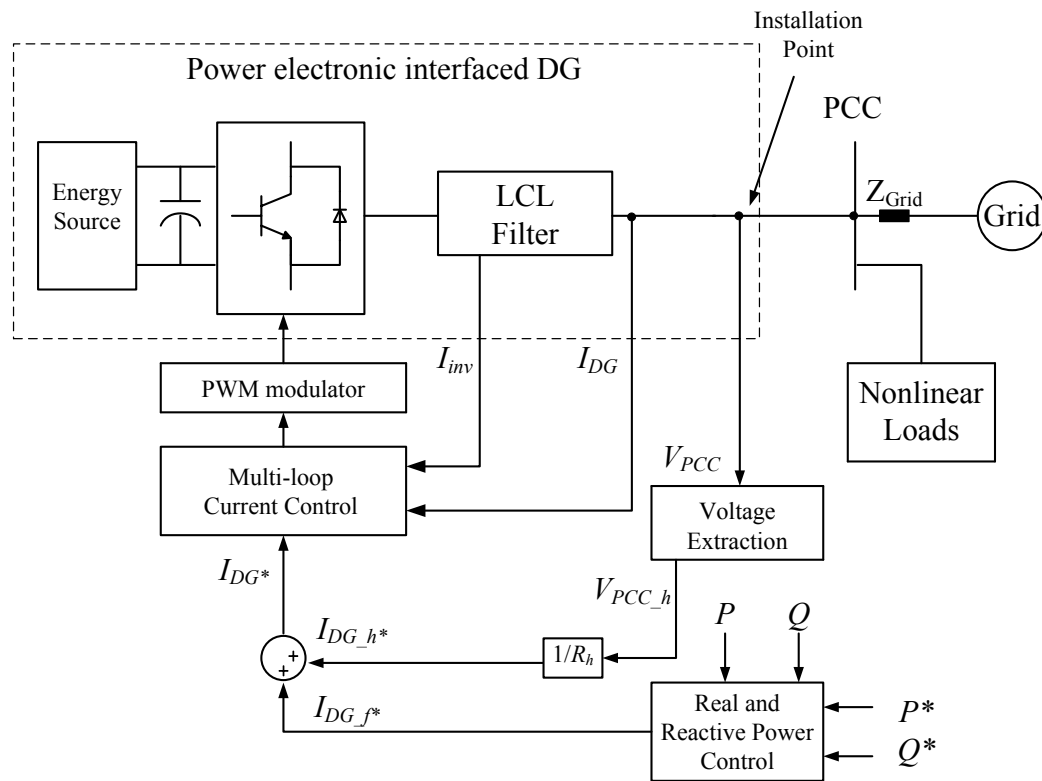 Installation
Point
Power electronic interfaced DG
PCC
Energy
Source
LCL
Filter
Z_Grid
Grid
I_inv
I_DG
PWM modulator
Nonlinear
Loads
Multi-loop
Current Control
V_PCC
Voltage
Extraction
I_DG*
V_PCC_h
P
Q
I_DG_h*
1/R_h
+
+
I_DG_f*
Real and
Reactive Power
Control
P*
Q*